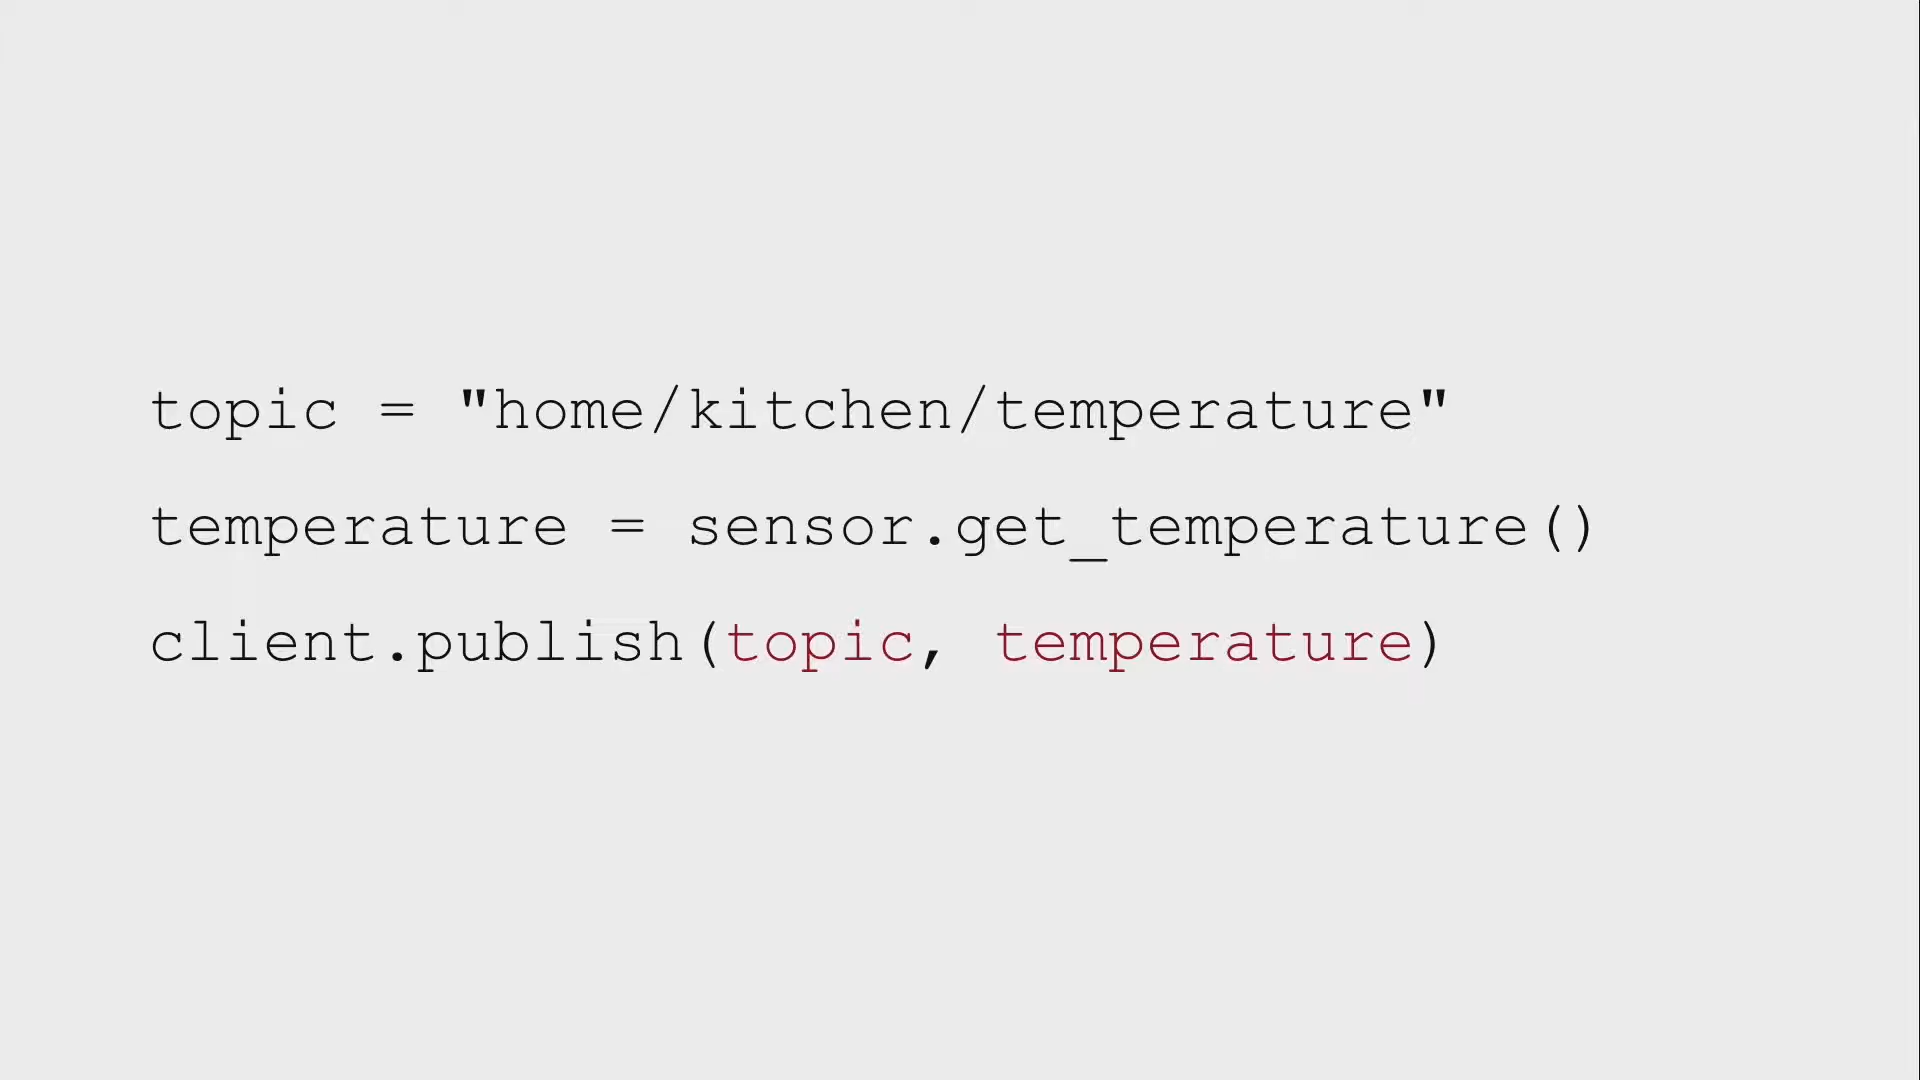 topic = "home/kitchen/temperature"
temperature = sensor.get_temperature()
client.publish(topic, temperature)